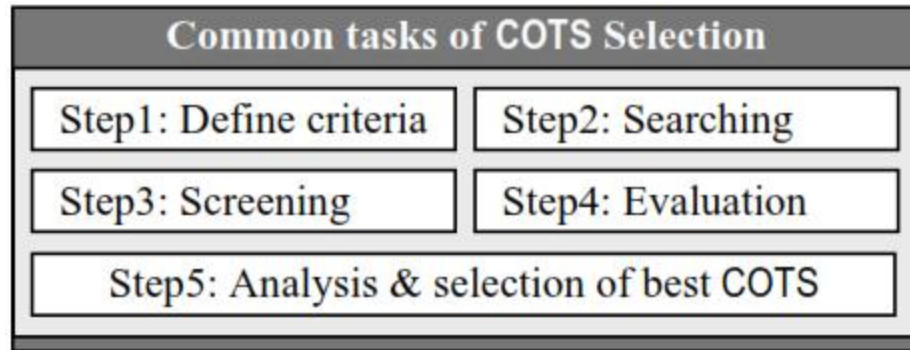 Common tasks of COTS Selection
Step1: Define criteria
Step2: Searching
Step3: Screening
Step4: Evaluation
Step5: Analysis & selection of best COTS